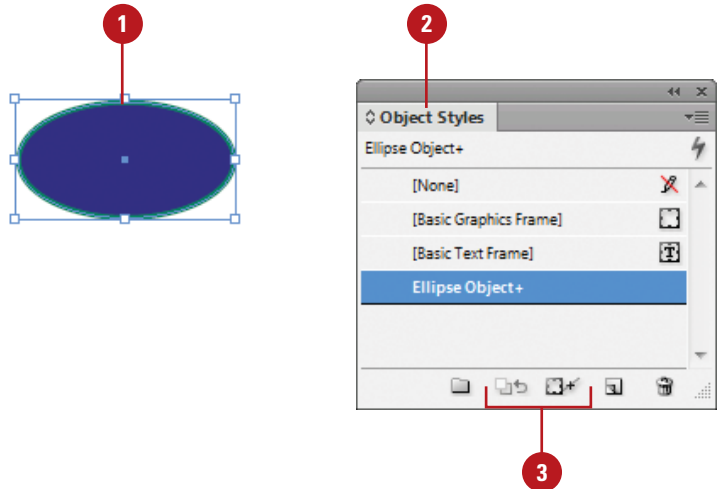 1
2
Object Styles
Ellipse Object+
[None]
[Basic Graphics Frame]
[Basic Text Frame]
Ellipse Object+
3